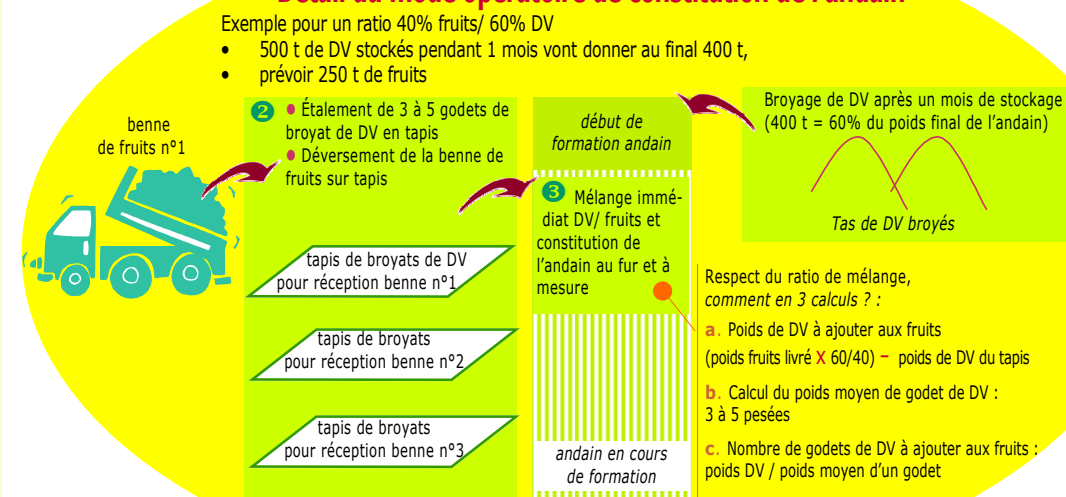 Détail du mode opératoire de constitution de l'andain
Exemple pour un ratio 40% fruits/ 60% DV
• 500 t de DV stockés pendant 1 mois vont donner au final 400 t,
• prévoir 250 t de fruits
benne
de fruits n°1
2 • Étalement de 3 à 5 godets de
broyat de DV en tapis
• Déversement de la benne de
fruits sur tapis
tapis de broyats de DV
pour réception benne n°1
tapis de broyats
pour réception benne n°2
tapis de broyats
pour réception benne n°3
début de
formation andain
3 Mélange immé-
diat DV/ fruits et
constitution de
l'andain au fur et à
mesure
andain en cours
de formation
Broyage de DV après un mois de stockage
(400 t = 60% du poids final de l'andain)
Tas de DV broyés
Respect du ratio de mélange,
comment en 3 calculs ? :
a. Poids de DV à ajouter aux fruits
(poids fruits livré X 60/40) – poids de DV du tapis
b. Calcul du poids moyen de godet de DV :
3 à 5 pesées
c. Nombre de godets de DV à ajouter aux fruits :
poids DV / poids moyen d'un godet